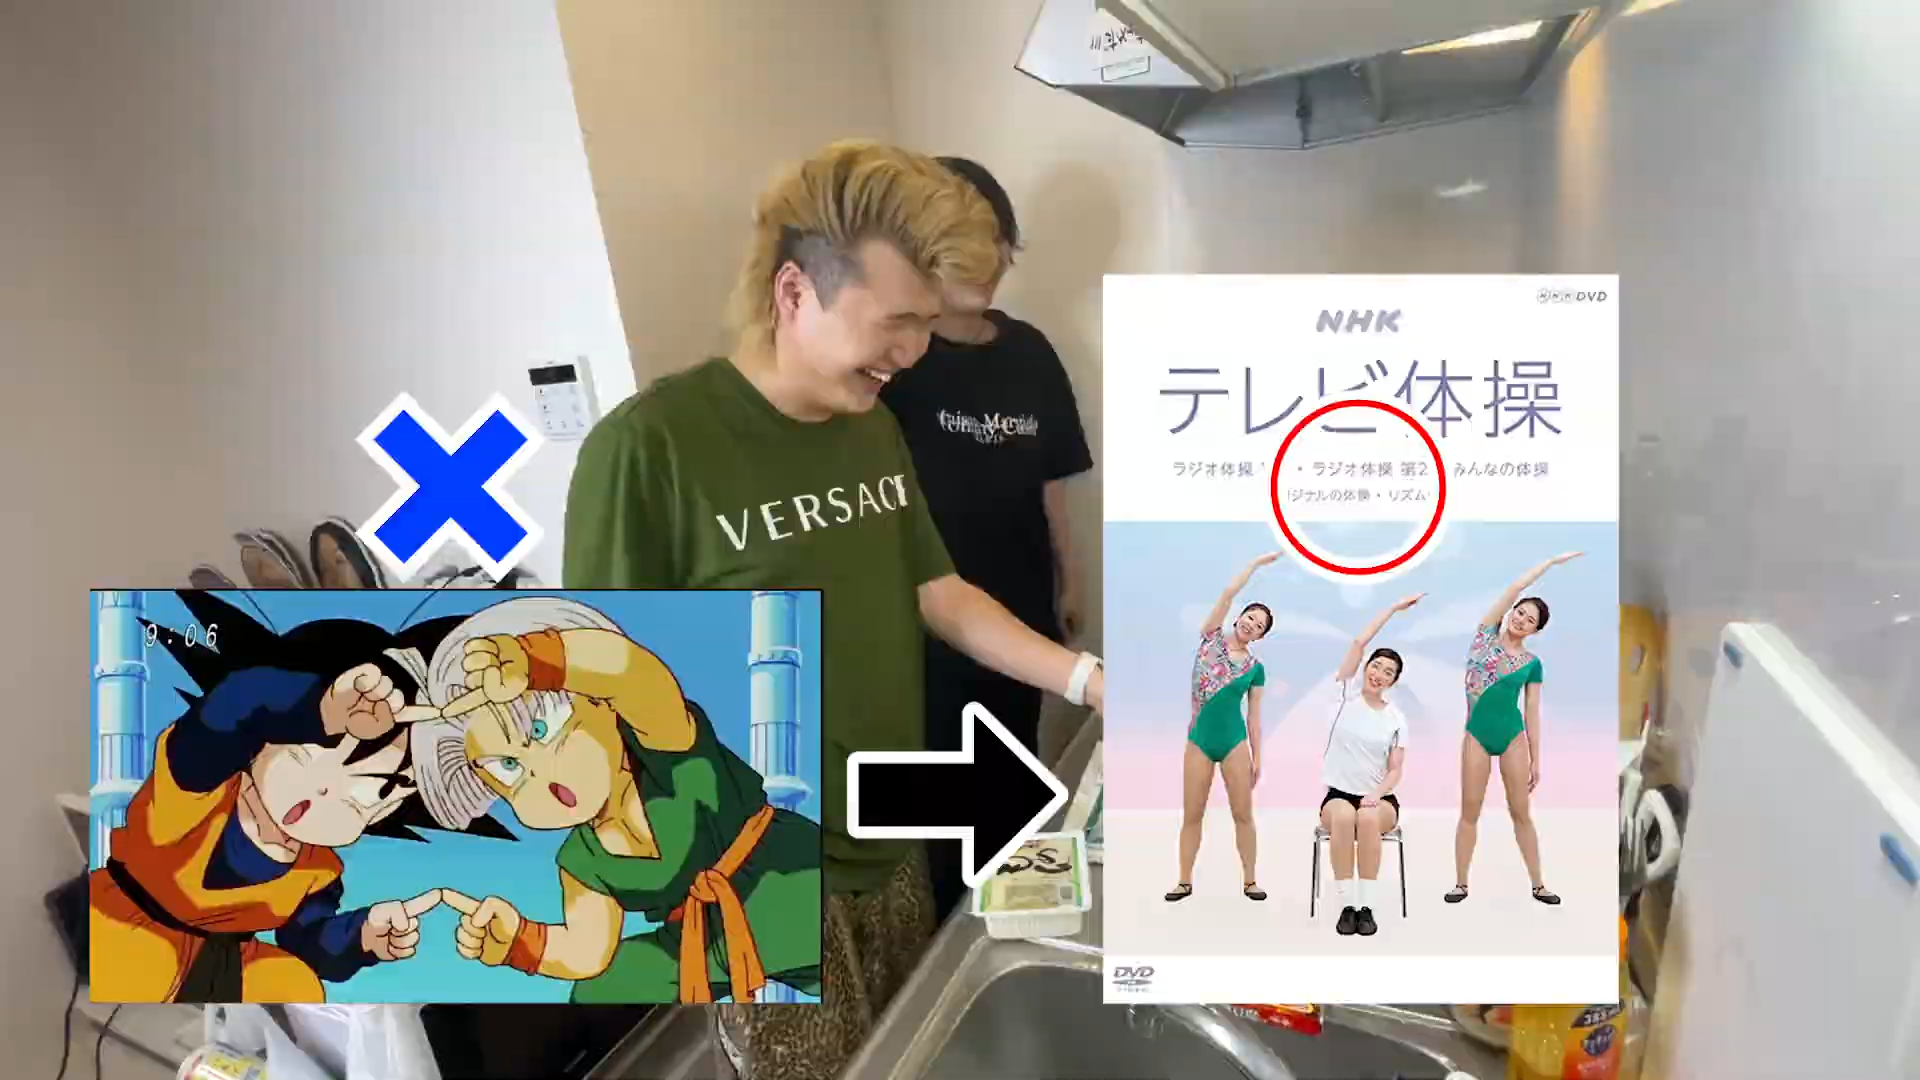 NHK DVD
NHK
テレビ体操
ラジオ体操
・ラジオ体操 第2
みんなの体操
ジナルの体操・リズム
VERSACE
9:06
DVD